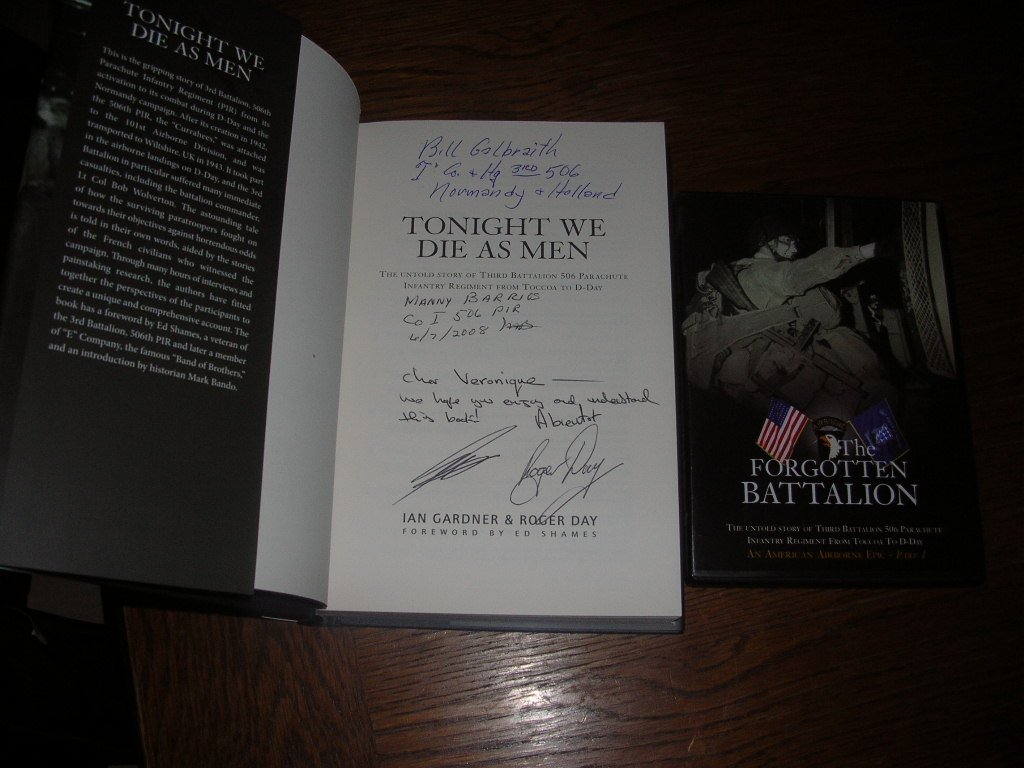 TONIGHT WE
DIE AS MEN
This is the gripping story of 3rd Battalion, 506th
Parachute Infantry Regiment (PIR) from its
activation to its combat during D-Day and the
Normandy campaign. After its creation in 1942,
the 506th PIR, the "Currahees," was attached
to the 101st Airborne Division, and was
transported to Wiltshire, UK in 1943. It took part
in the airborne landings on D-Day, and the 3rd
Battalion in particular suffered many immediate
casualties, including the battalion commander,
Lt Col Bob Wolverton. The astounding tale
of how the surviving paratroopers fought on
towards their objectives against horrendous odds
is told in their own words, aided by the stories
of the French civilians who witnessed the
campaign. Through many hours of interviews and
painstaking research, the authors have fitted
together the perspectives of the participants to
create a unique and comprehensive account. The
book has a foreword by Ed Shames, a veteran of
the 3rd Battalion, 506th PIR and later a member
of "E" Company, the famous "Band of Brothers,"
and an introduction by historian Mark Bando.
Bill Galbraith
"I" Co. & Hq 3RD 506
Normandy & Holland
TONIGHT WE
DIE AS MEN
THE UNTOLD STORY OF THIRD BATTALION 506 PARACHUTE
INFANTRY REGIMENT FROM TOCCOA TO D-DAY
MANNY BARRIOS
Co I 506 PIR
6/7/2008
Cher Veronique
We hope you enjoy and understand
this book! Abientot
Roger Day
IAN GARDNER & ROGER DAY
FOREWORD BY ED SHAMES
The
FORGOTTEN
BATTALION
THE UNTOLD STORY OF THIRD BATTALION 506 PARACHUTE
INFANTRY REGIMENT FROM TOCCOA TO D-DAY
AN AMERICAN AIRBORNE EPIC - PART 1